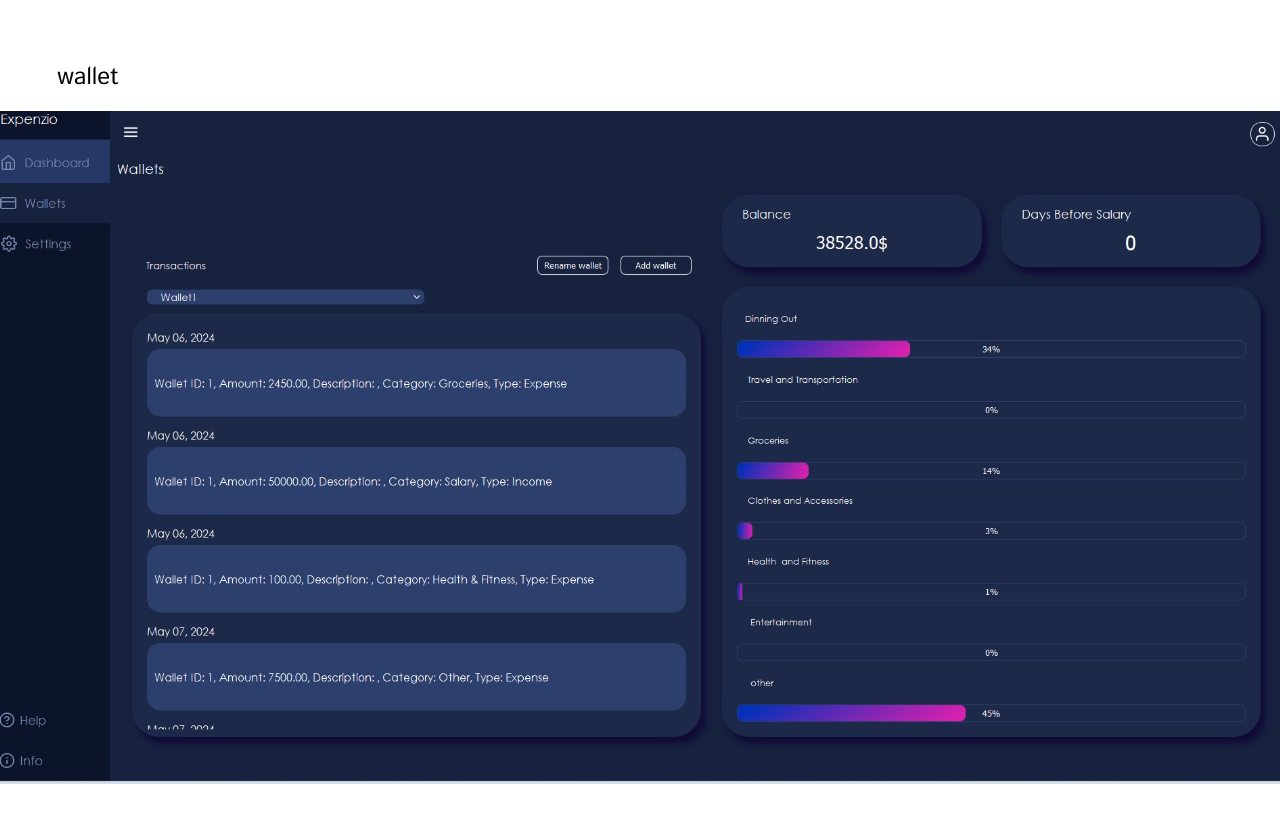 wallet
Expenzio
Dashboard
Wallets
Settings
Help
Info
Wallets
Transactions
Rename wallet
Add wallet
Wallet1
May 06, 2024
Wallet ID: 1, Amount: 2450.00, Description: , Category: Groceries, Type: Expense
May 06, 2024
Wallet ID: 1, Amount: 50000.00, Description: , Category: Salary, Type: Income
May 06, 2024
Wallet ID: 1, Amount: 100.00, Description: , Category: Health & Fitness, Type: Expense
May 07, 2024
Wallet ID: 1, Amount: 7500.00, Description: , Category: Other, Type: Expense
May 07, 2024
Balance
38528.0$
Days Before Salary
0
Dinning Out
34%
Travel and Transportation
0%
Groceries
14%
Clothes and Accessories
3%
Health and Fitness
1%
Entertainment
0%
other
45%